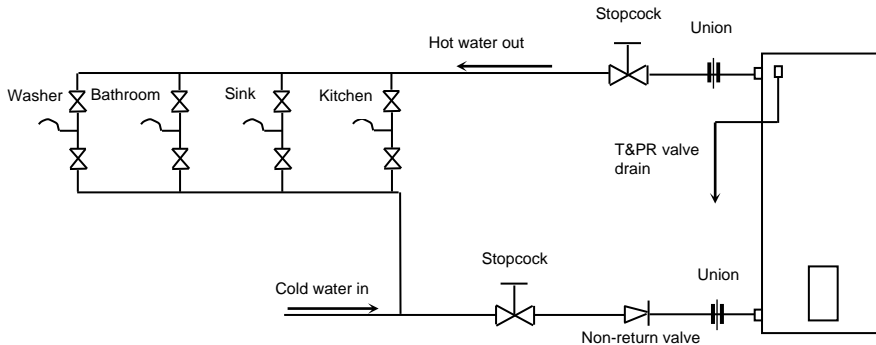 Stopcock
Union
Hot water out
Washer
Bathroom
Sink
Kitchen
T&PR valve
drain
Stopcock
Union
Cold water in
Non-return valve